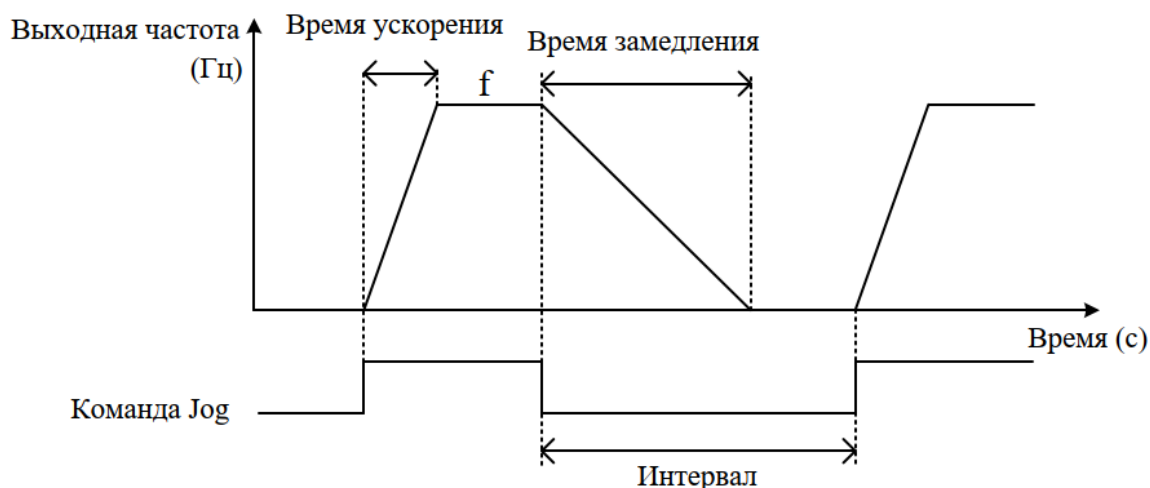 Выходная частота
(Гц)
Время ускорения
Время замедления
f
Время (с)
Команда Jog
Интервал